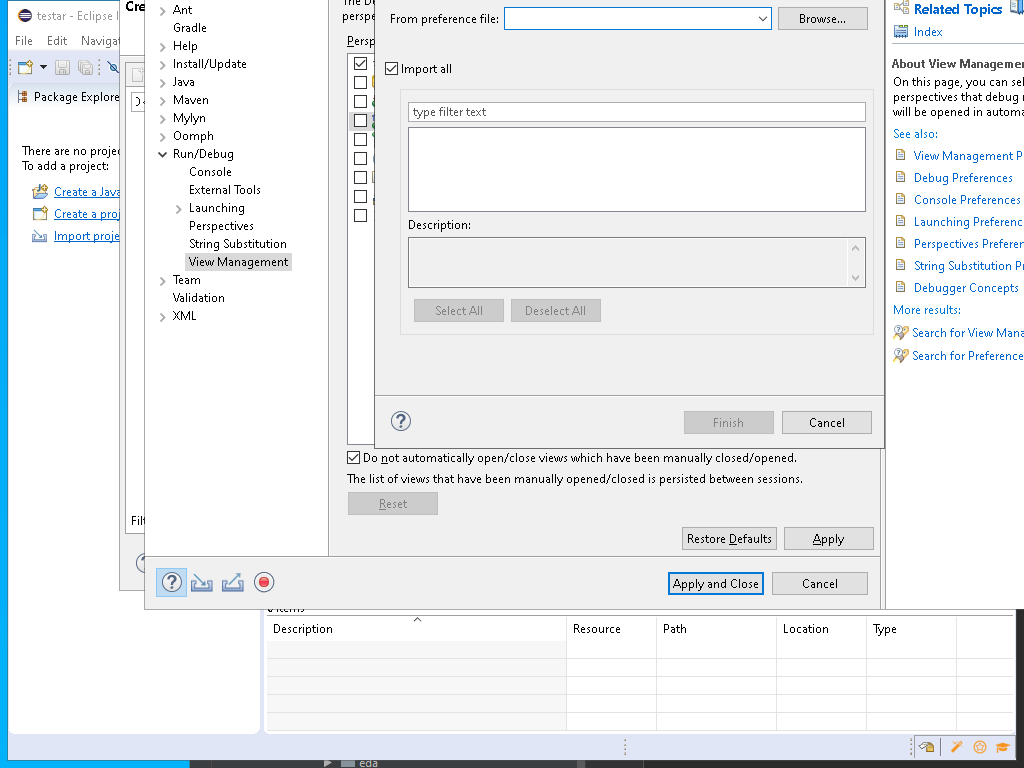 testar - Eclipse I
File
Edit
Navigat
Package Explore
There are no projec
To add a project:
Create a Java
Create a proj
Import proje
Cre
Ant
Gradle
Help
Install/Update
Java
Maven
Mylyn
Oomph
Run/Debug
Console
External Tools
Launching
Perspectives
String Substitution
View Management
Team
Validation
XML
The De
perspe
Persp
From preference file:
Browse...
Import all
type filter text
Description:
Select All
Deselect All
Finish
Cancel
Do not automatically open/close views which have been manually closed/opened.
The list of views that have been manually opened/closed is persisted between sessions.
Reset
Restore Defaults
Apply
Filt
Apply and Close
Cancel
Related Topics
Index
About View Managemen
On this page, you can sel
perspectives that debug
will be opened in automa
See also:
View Management P
Debug Preferences
Console Preferences
Launching Preferenc
Perspectives Preferen
String Substitution Pr
Debugger Concepts
More results:
Search for View Mana
Search for Preference
items
Description
Resource
Path
Location
Type
eda